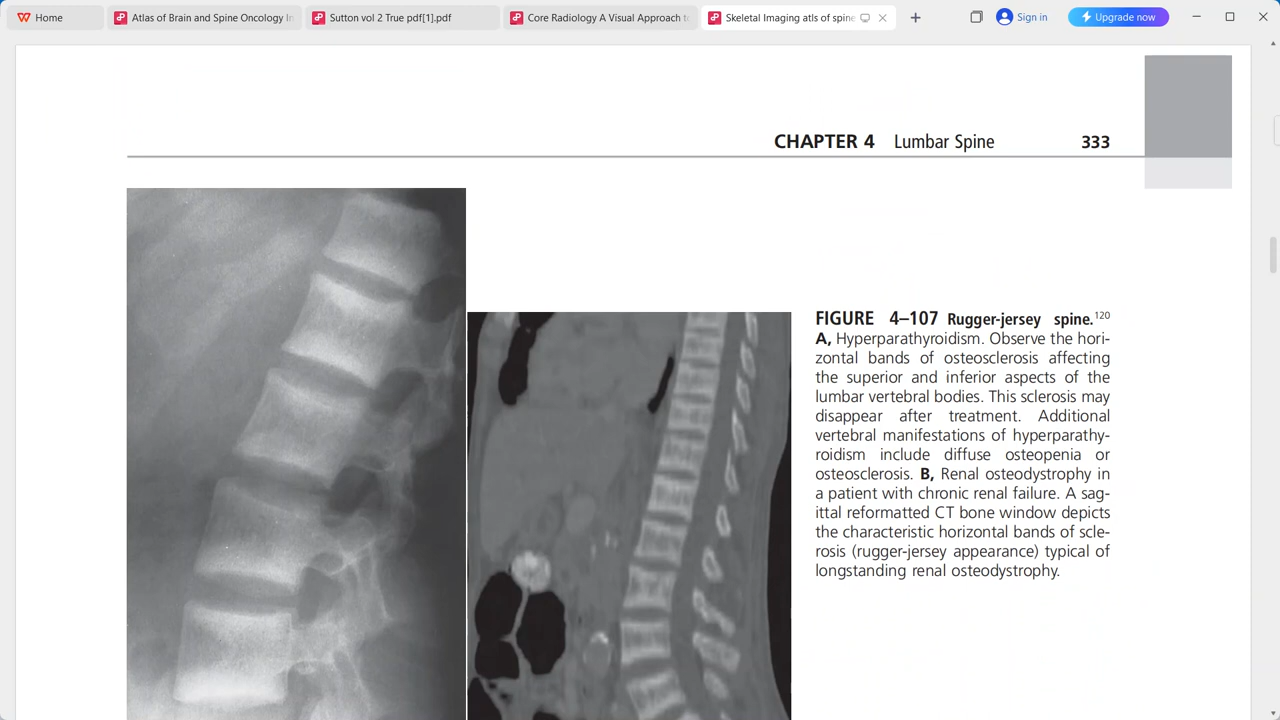 Home
Atlas of Brain and Spine Oncology I
Sutton vol 2 True pdf[1].pdf
Core Radiology A Visual Approach t
Skeletal Imaging atls of spine
Sign in
Upgrade now
CHAPTER 4 Lumbar Spine 333
FIGURE 4–107 Rugger-jersey spine.120
A, Hyperparathyroidism. Observe the hori-
zontal bands of osteosclerosis affecting
the superior and inferior aspects of the
lumbar vertebral bodies. This sclerosis may
disappear after treatment. Additional
vertebral manifestations of hyperparathy-
roidism include diffuse osteopenia or
osteosclerosis. B, Renal osteodystrophy in
a patient with chronic renal failure. A sag-
ittal reformatted CT bone window depicts
the characteristic horizontal bands of scle-
rosis (rugger-jersey appearance) typical of
longstanding renal osteodystrophy.